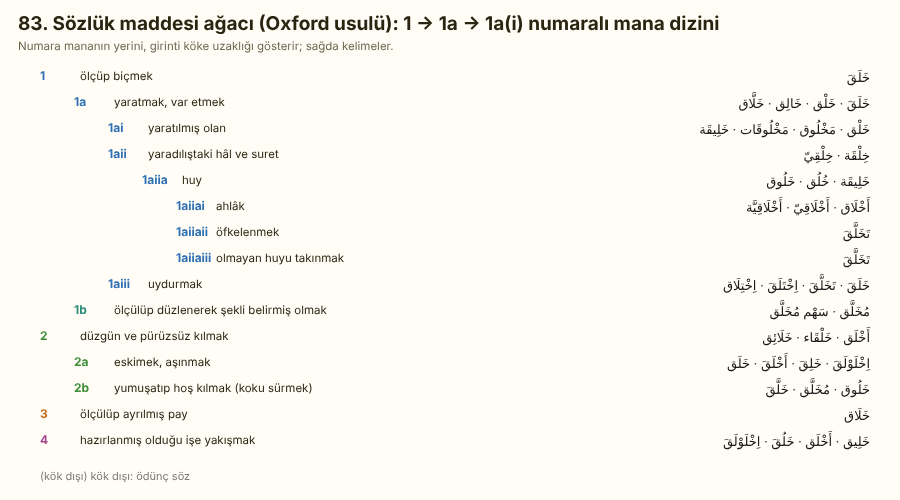 83. Sözlük maddesi ağacı (Oxford usulü): 1 → 1a → 1a(i) numaralı mana dizini
Numara mananın yerini, girinti köke uzaklığı gösterir; sağda kelimeler.
1 ölçüp biçmek خَلَقَ
1a yaratmak, var etmek خَلَقَ · خَلْق · خَالِق · خَلَّاق
1ai yaratılmış olan خَلْق · مَخْلُوق · مَخْلُوقَات · خَلِيقَة
1aii yaradılıştaki hâl ve suret خِلْقَة · خِلْقِيّ
1aiia huy خَلِيقَة · خُلُق · خَلُوق
1aiiai ahlâk أَخْلَاق · أَخْلَاقِيّ · أَخْلَاقِيَّة
1aiiaii öfkelenmek تَخَلَّقَ
1aiiaiii olmayan huyu takınmak تَخَلَّقَ
1aiii uydurmak خَلَقَ · تَخَلَّقَ · اِخْتَلَقَ · اِخْتِلَاق
1b ölçülüp düzlenerek şekli belirmiş olmak مُخَلَّق · سَهْم مُخَلَّق
2 düzgün ve pürüzsüz kılmak أَخْلَق · خَلْقَاء · خَلَائِق
2a eskimek, aşınmak اِخْلَوْلَقَ · خَلِقَ · أَخْلَقَ · خَلَق
2b yumuşatıp hoş kılmak (koku sürmek) خَلُوق · مُخَلَّق · خَلَّقَ
3 ölçülüp ayrılmış pay خَلَاق
4 hazırlanmış olduğu işe yakışmak خَلِيق · أَخْلَق · خَلُقَ · اِخْلَوْلَقَ
(kök dışı) kök dışı: ödünç söz